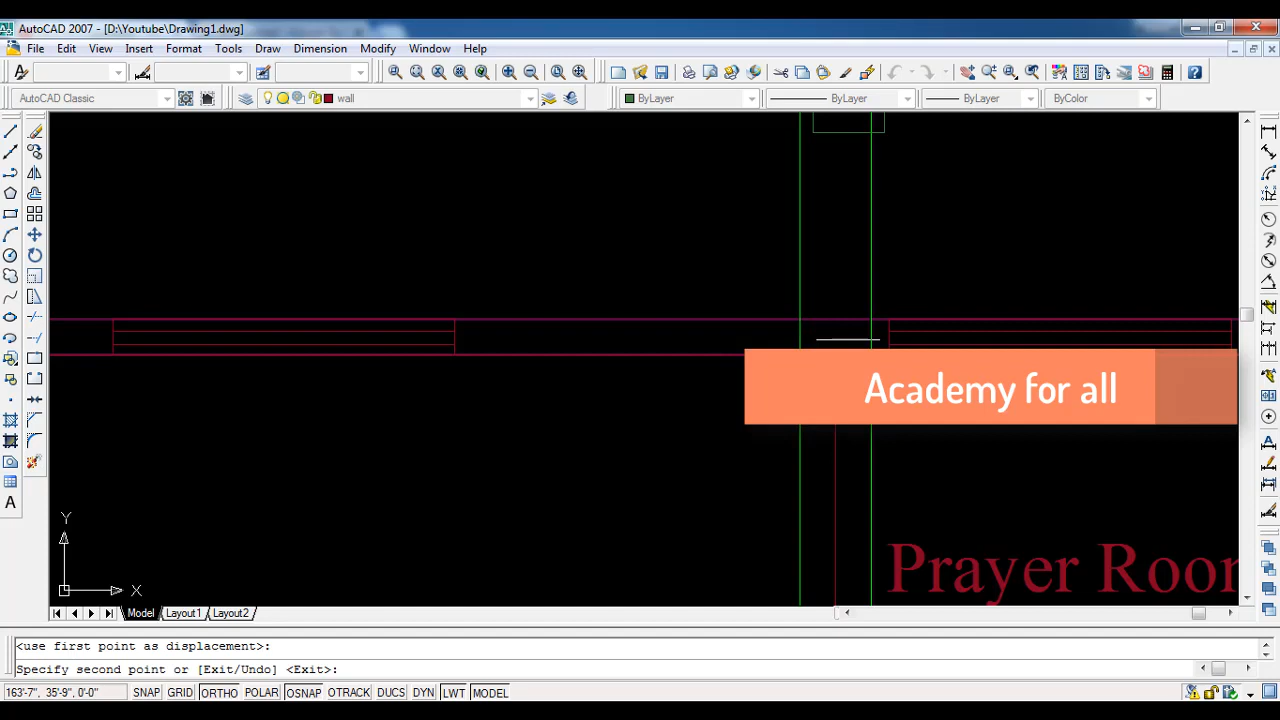 AutoCAD 2007 - [D:\Youtube\Drawing1.dwg]
File Edit View Insert Format Tools Draw Dimension Modify Window Help
AutoCAD Classic wall ByLayer ByLayer ByLayer ByColor
Academy for all
Prayer Room
Y
X
A
Model Layout1 Layout2
<use first point as displacement>:
Specify second point or [Exit/Undo] <Exit>:
163'-7", 35'-9", 0'-0" SNAP GRID ORTHO POLAR OSNAP OTRACK DUCS DYN LWT MODEL